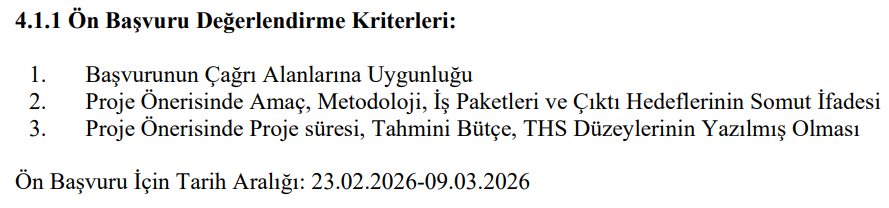 4.1.1 Ön Başvuru Değerlendirme Kriterleri:
1. Başvurunun Çağrı Alanlarına Uygunluğu
2. Proje Önerisinde Amaç, Metodoloji, İş Paketleri ve Çıktı Hedeflerinin Somut İfadesi
3. Proje Önerisinde Proje süresi, Tahmini Bütçe, THS Düzeylerinin Yazılmış Olması
Ön Başvuru İçin Tarih Aralığı: 23.02.2026-09.03.2026